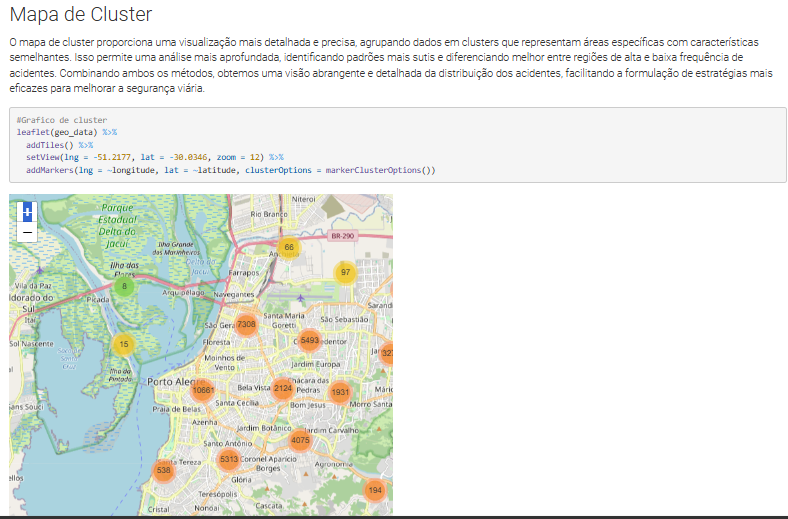 Mapa de Cluster
O mapa de cluster proporciona uma visualização mais detalhada e precisa, agrupando dados em clusters que representam áreas específicas com características
semelhantes. Isso permite uma análise mais aprofundada, identificando padrões mais sutis e diferenciando melhor entre regiões de alta e baixa frequência de
acidentes. Combinando ambos os métodos, obtemos uma visão abrangente e detalhada da distribuição dos acidentes, facilitando a formulação de estratégias mais
eficazes para melhorar a segurança viária.
#Grafico de cluster
leaflet(geo_data) %>%
addTiles() %>%
setView(lng = -51.2177, lat = -30.0346, zoom = 12) %>%
addMarkers(lng = ~longitude, lat = ~latitude, clusterOptions = markerClusterOptions())
+
−
Parque
Estadual
Delta do
Jacuí
Niterói
Rio Branco
BR-290
66
97
Ilha Grande
dos Marinheiros
Delta do
Jacuí
Ilha das
Farrapos
Vila da Paz
8
Picada
Arquipélago
Navegantes
ldorado do
Sul
Sarandi
Santa Maria
Goretti
São Sebastião
São Gera
7308
Sol Nascente
15
Floresta
5493
edentor
Jar
327
Moinhos de
Vento
Jardim Europa
Ilha do
Pintado
Porto Alegre
10661
Bela Vista
2124
Chácara das
Pedras
1931
Mário
ans Souci
Praia de Belas
Santa Cecília
Bom Jesus
Morro Santa
Azenha
Jardim Botânico
Jardim Carvalho
4075
Santo Antônio
538
Tereza
5313
Coronel Aparício
Borges
Agronomia
ellos
Glória
194
Teresópolis
Cristal
Nonoai
Cascata